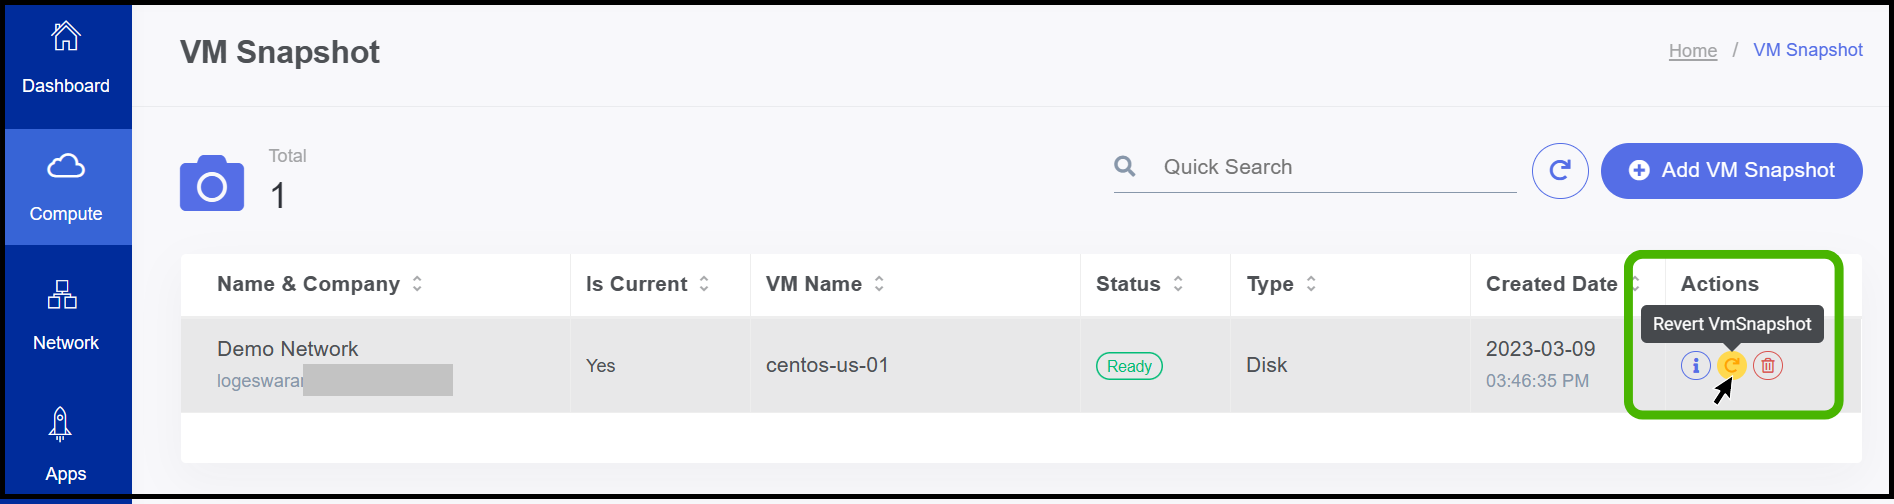 Dashboard
Compute
Network
Apps
VM Snapshot
Home / VM Snapshot
Total
1
Quick Search
Add VM Snapshot
Name & Company
Is Current
VM Name
Status
Type
Created Date
Actions
Revert VmSnapshot
Demo Network
Yes
centos-us-01
Ready
Disk
2023-03-09
03:46:35 PM